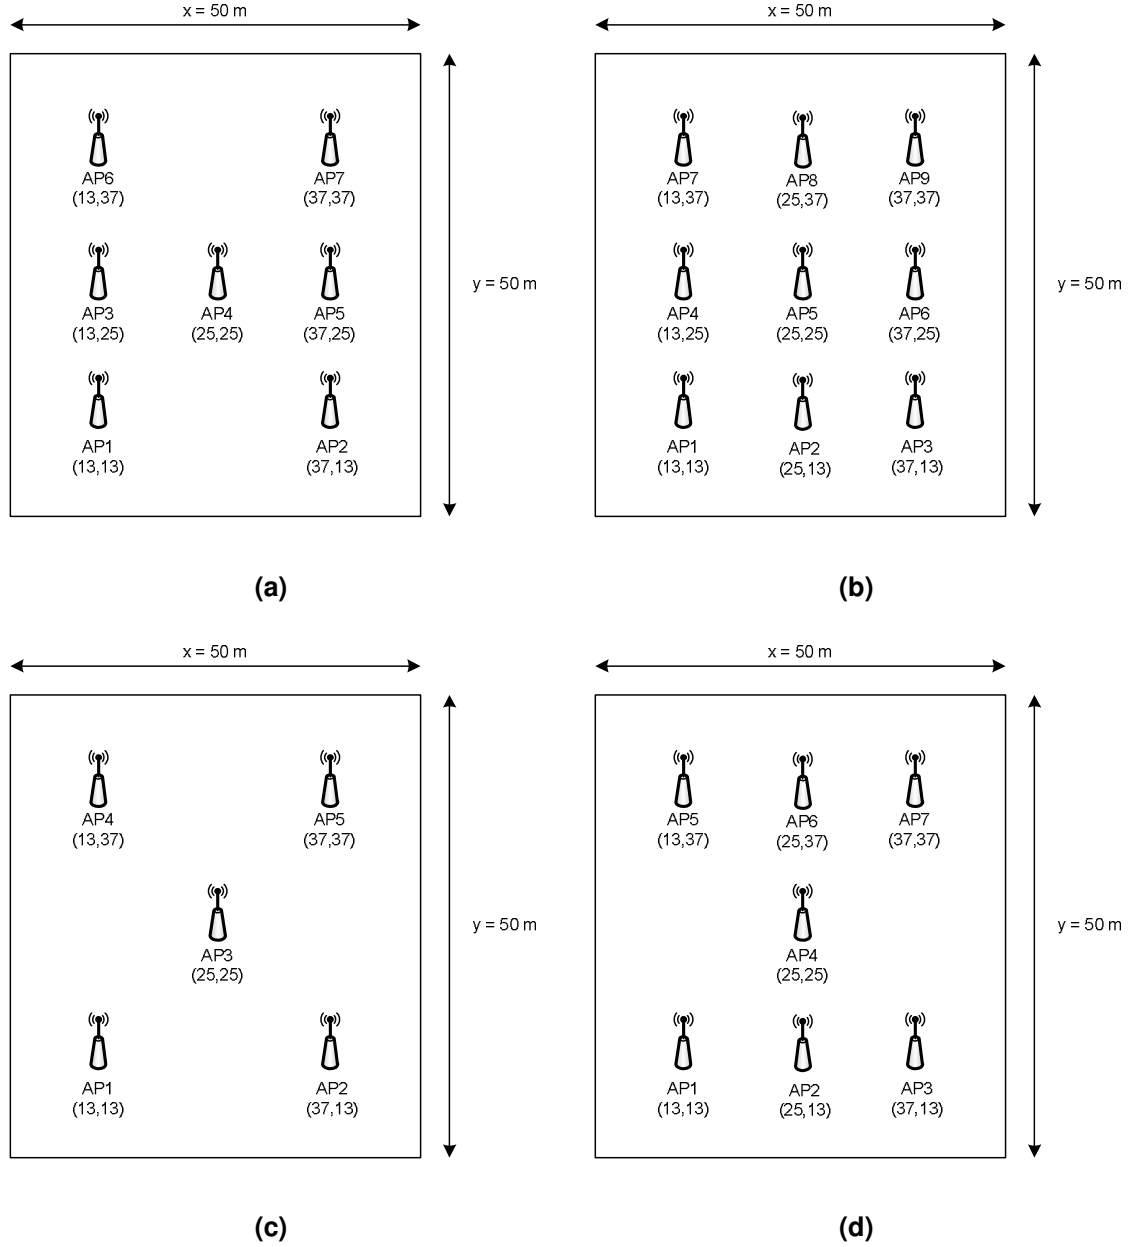 x = 50 m
x = 50 m
AP6
(13,37)
AP7
(37,37)
AP3
(13,25)
AP4
(25,25)
AP5
(37,25)
AP1
(13,13)
AP2
(37,13)
y = 50 m
(a)
AP7
(13,37)
AP8
(25,37)
AP9
(37,37)
AP4
(13,25)
AP5
(25,25)
AP6
(37,25)
AP1
(13,13)
AP2
(25,13)
AP3
(37,13)
y = 50 m
(b)
x = 50 m
AP4
(13,37)
AP5
(37,37)
AP3
(25,25)
AP1
(13,13)
AP2
(37,13)
y = 50 m
(c)
x = 50 m
AP5
(13,37)
AP6
(25,37)
AP7
(37,37)
AP4
(25,25)
AP1
(13,13)
AP2
(25,13)
AP3
(37,13)
y = 50 m
(d)